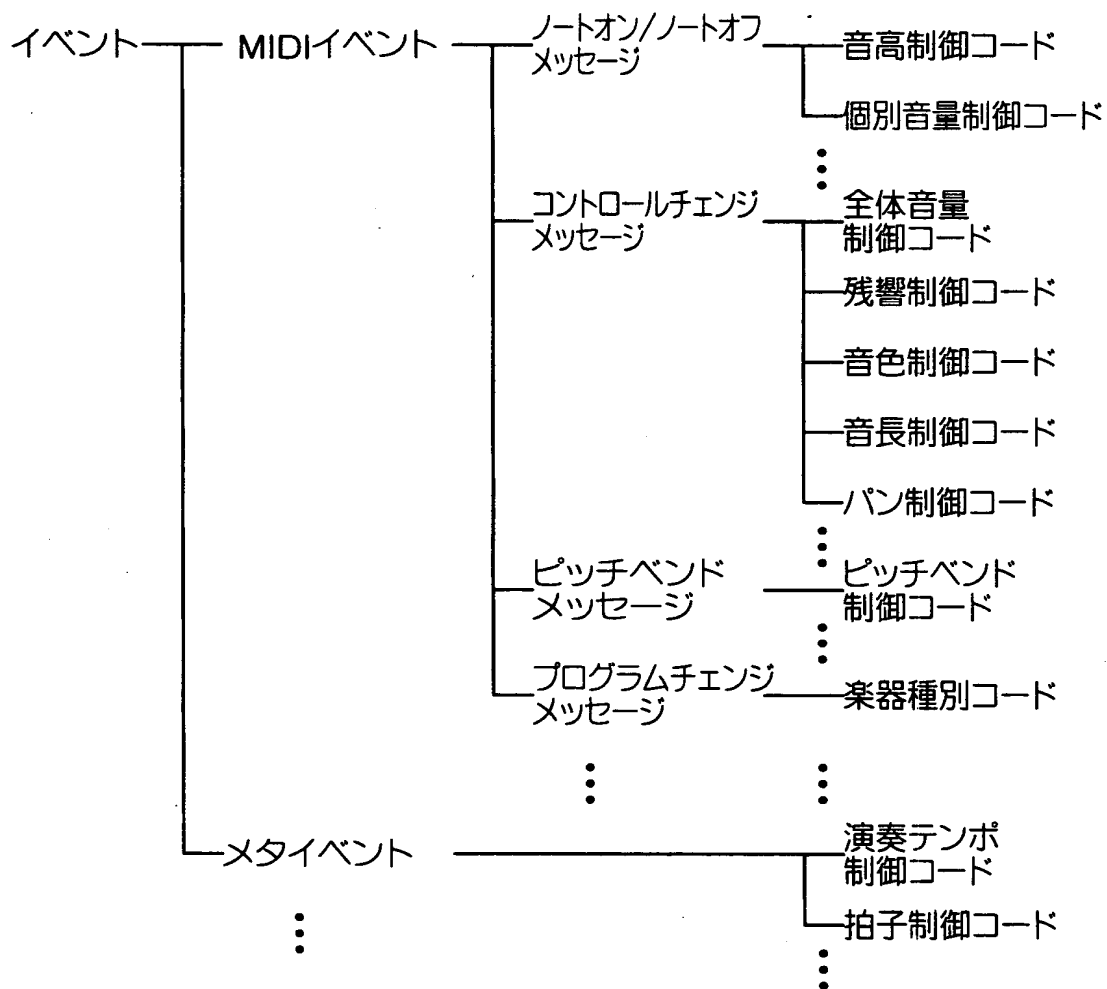 イベント
MIDIイベント
ノートオン/ノートオフ
メッセージ
音高制御コード
個別音量制御コード
コントロールチェンジ
メッセージ
全体音量
制御コード
残響制御コード
音色制御コード
音長制御コード
パン制御コード
ピッチベンド
メッセージ
ピッチベンド
制御コード
プログラムチェンジ
メッセージ
楽器種別コード
メタイベント
演奏テンポ
制御コード
拍子制御コード